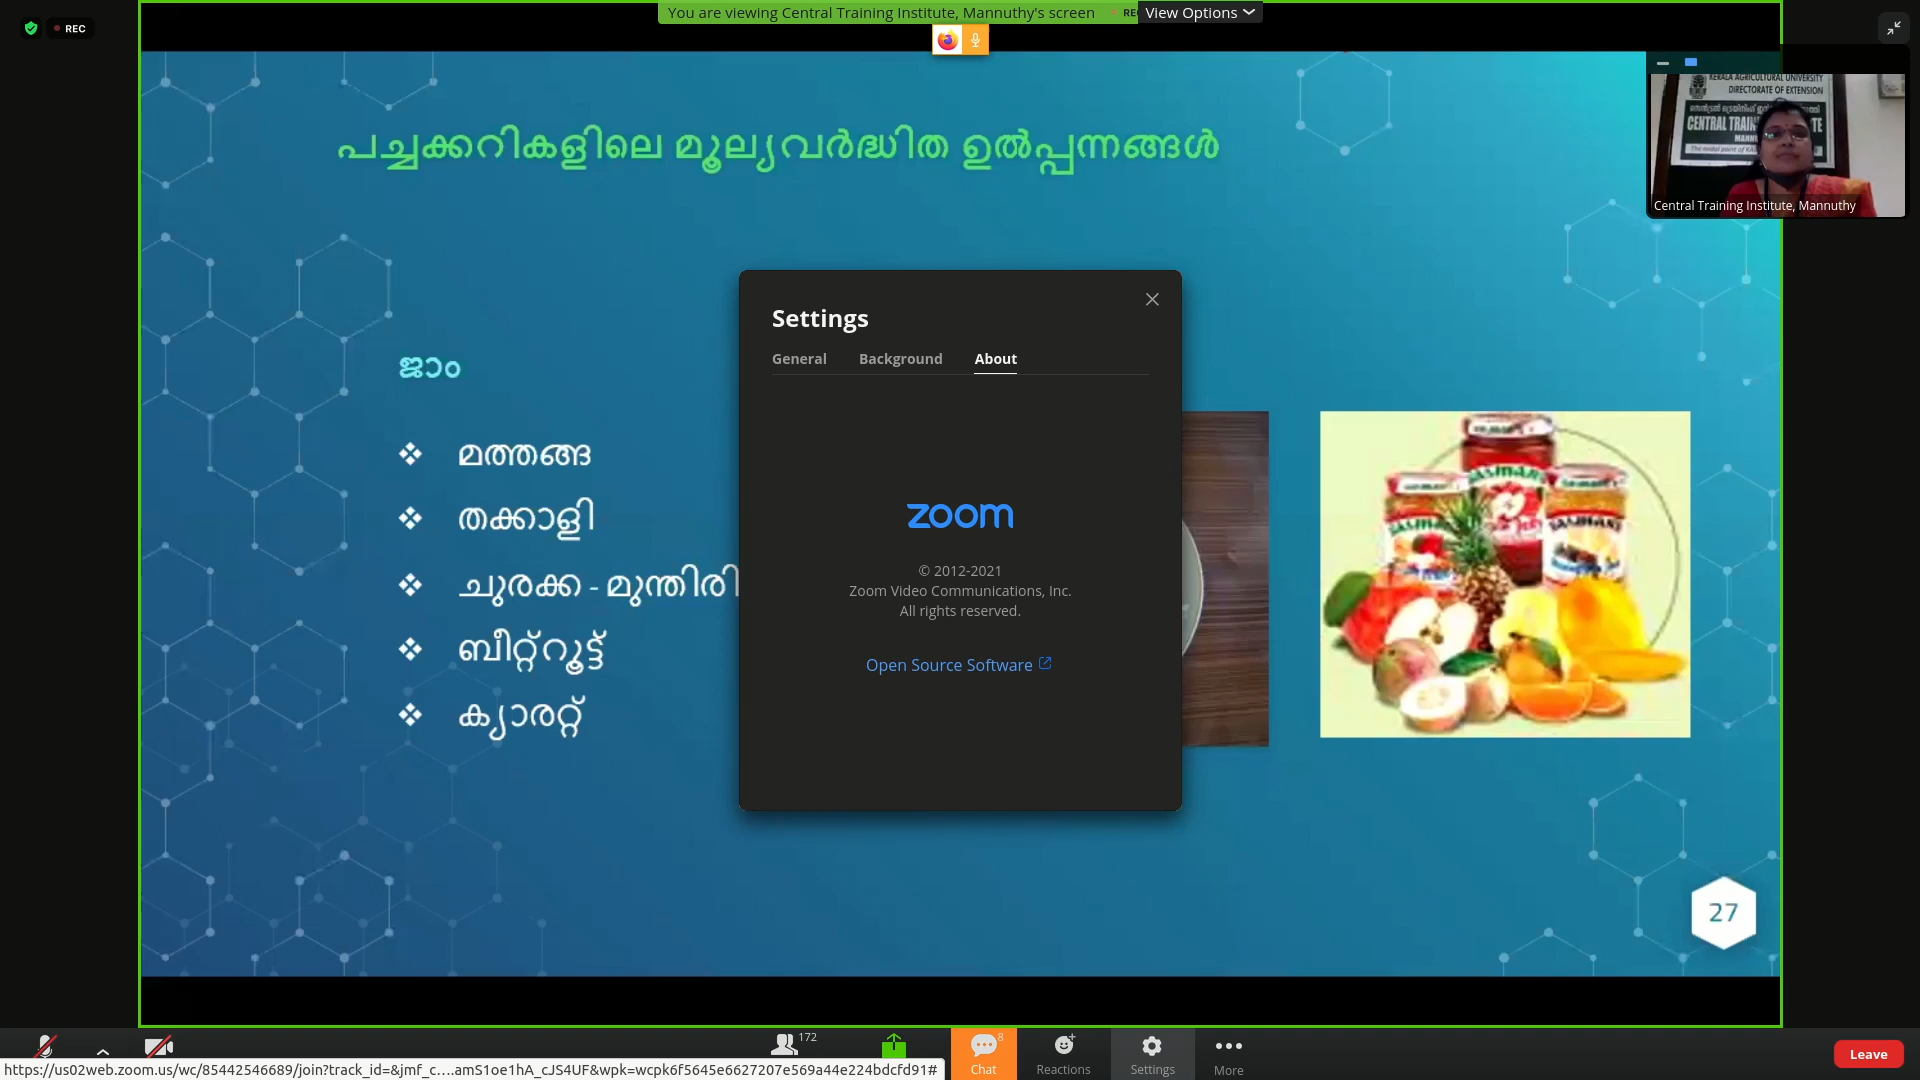 REC
You are viewing Central Training Institute, Mannuthy's screen
View Options
KERALA AGRICULTURAL UNIVERSITY
DIRECTORATE OF EXTENSION
Central Training Institute, Mannuthy
പച്ചക്കറികളിലെ മൂല്യവർദ്ധിത ഉൽപ്പന്നങ്ങൾ
ജാം
❖ മത്തങ്ങ
❖ തക്കാളി
❖ ചുരക്ക - മുന്തിരി
❖ ബീറ്റ്റൂട്ട്
❖ ക്യാരറ്റ്
Settings
General Background About
zoom
© 2012-2021
Zoom Video Communications, Inc.
All rights reserved.
Open Source Software
27
172
8
Chat
Reactions
Settings
More
Leave
https://us02web.zoom.us/wc/85442546689/join?track_id=&jmf_c....amS1oe1hA_cJS4UF&wpk=wcpk6f5645e6627207e569a44e224bdcfd91#